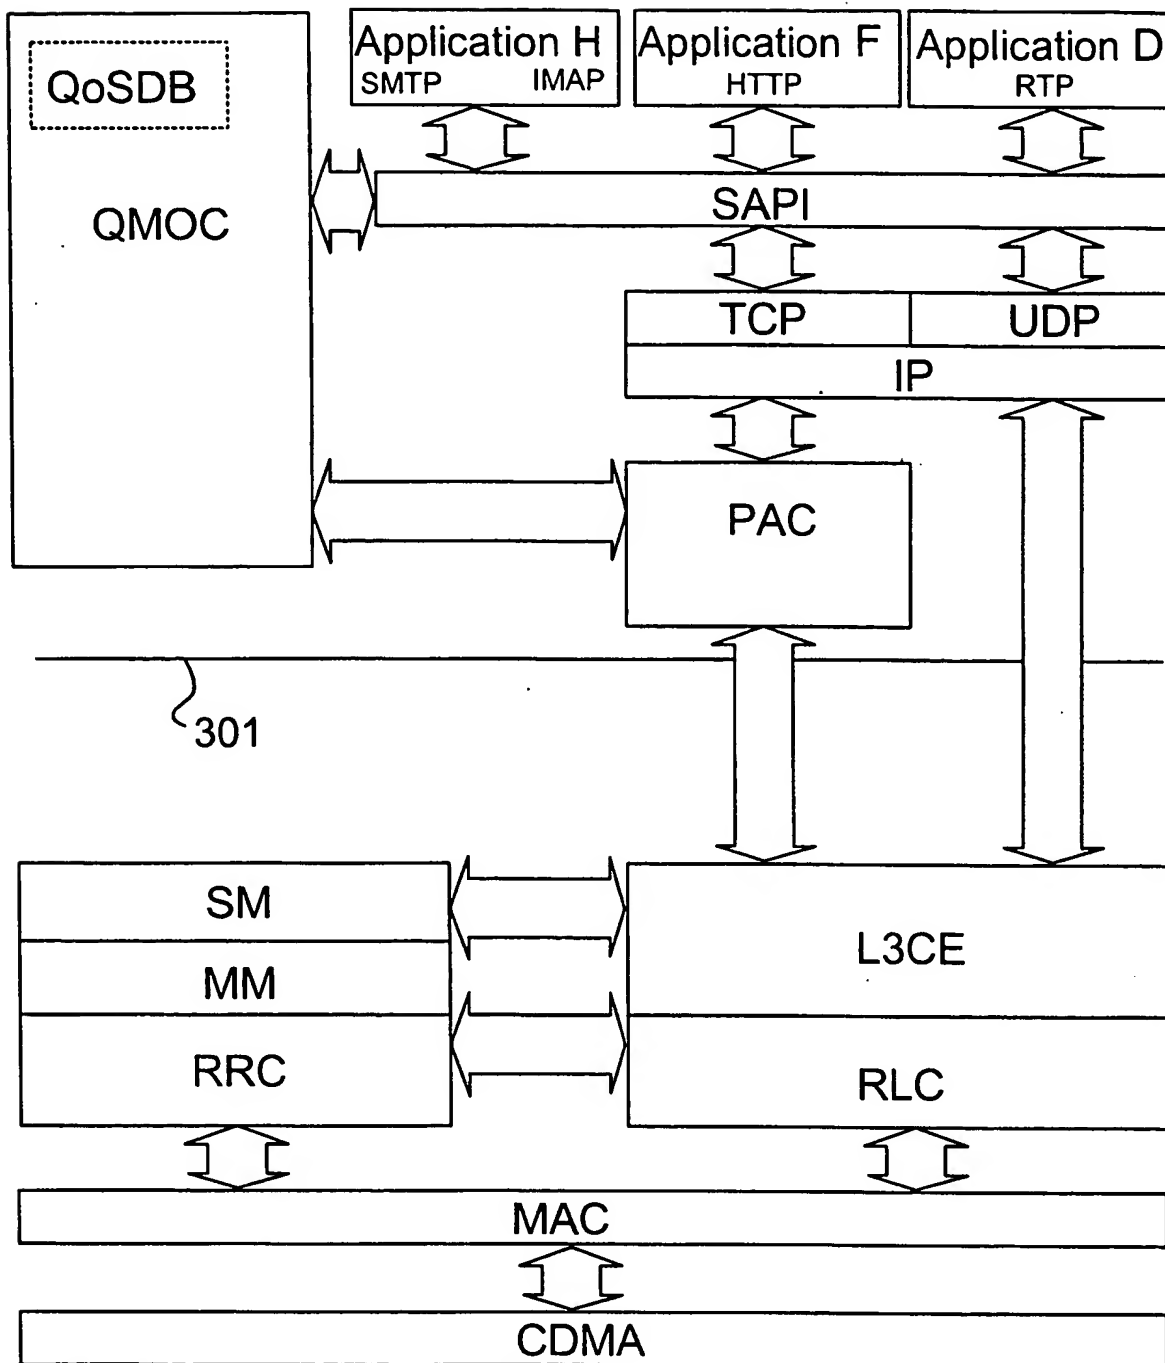 QoSDB
QMOC
Application H
SMTP IMAP
Application F
HTTP
Application D
RTP
SAPI
TCP
UDP
IP
PAC
301
SM
MM
RRC
L3CE
RLC
MAC
CDMA